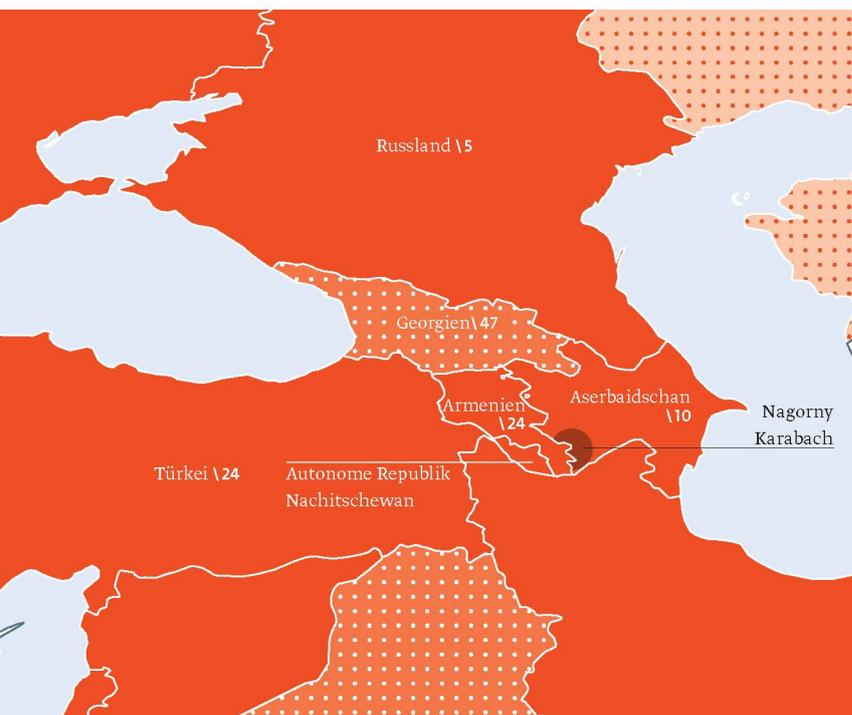 Russland \5
Georgien\47
Armenien
\24
Aserbaidschan
\10
Nagorny
Karabach
Türkei \24
Autonome Republik
Nachitschewan